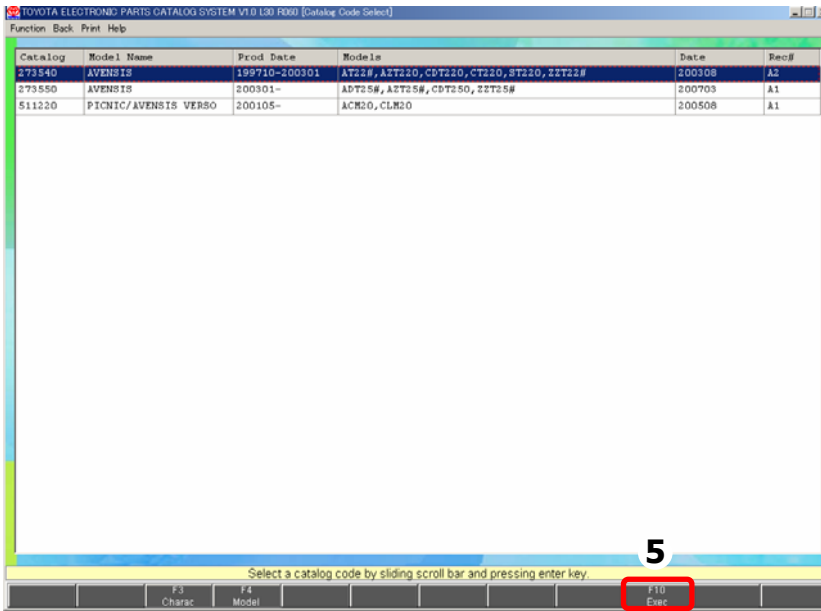 TOYOTA ELECTRONIC PARTS CATALOG SYSTEM V1.0 L30 R060 [Catalog Code Select]
Function Back Print Help
Catalog Model Name Prod Date Models Date Rec#
273540 AVENSIS 199710-200301 AT22#,AZT220,CDT220,CT220,ST220,ZZT22# 200308 A2
273550 AVENSIS 200301- ADT25#,AZT25#,CDT250,ZZT25# 200703 A1
511220 PICNIC/AVENSIS VERSO 200105- ACM20,CLM20 200508 A1
5
Select a catalog code by sliding scroll bar and pressing enter key.
F3 F4 F10
Charac Model Exec